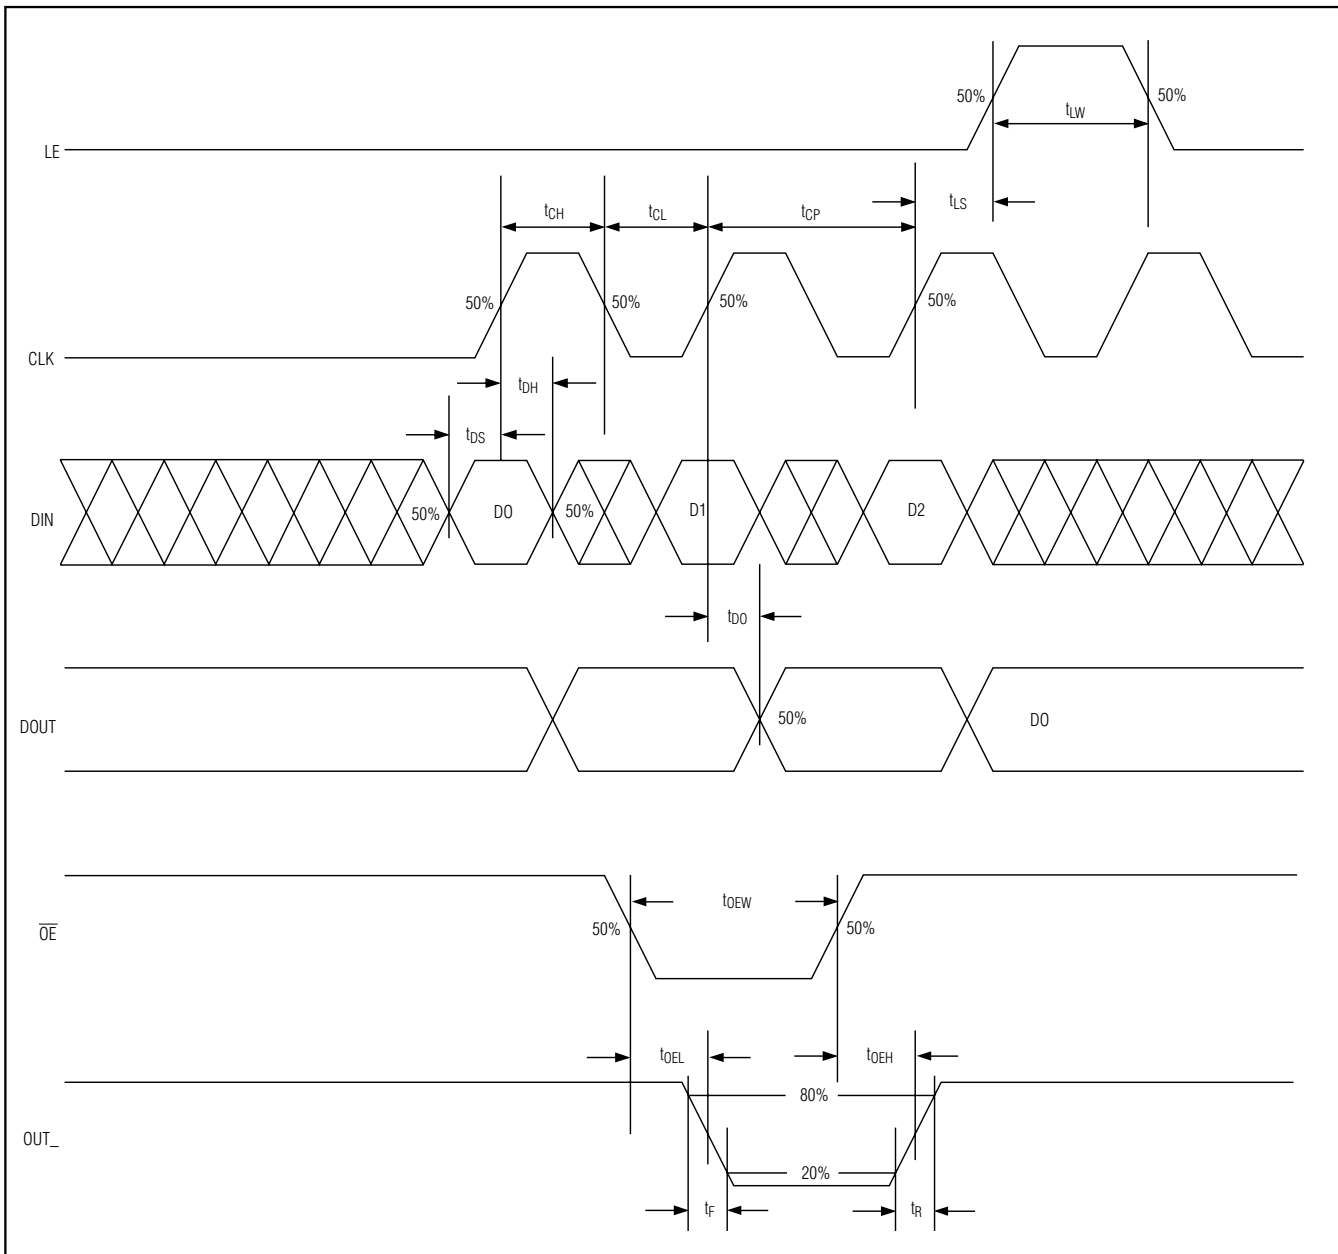 50%
50%
tLW
LE
tLS
tCH
tCL
tCP
50%
50%
50%
50%
CLK
tDH
tDS
DIN
50%
D0
50%
D1
D2
tDO
DOUT
50%
D0
tOEW
OE
50%
50%
tOEL
tOEH
80%
OUT_
20%
tF
tR